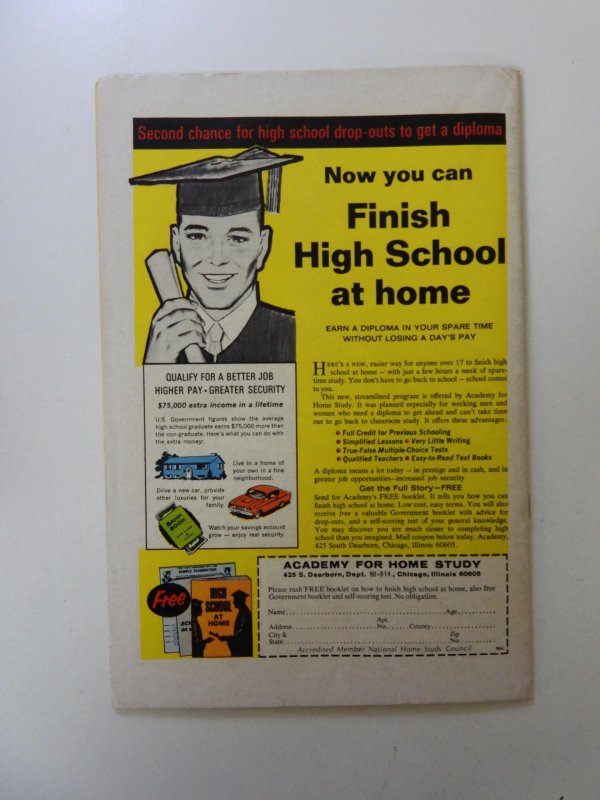 Second chance for high school drop-outs to get a diploma
Now you can
Finish
High School
at home
EARN A DIPLOMA IN YOUR SPARE TIME
WITHOUT LOSING A DAY'S PAY
HERE'S A NEW, easier way for anyone over 17 to finish high
school at home — with just a few hours a week of spare-
time study. You don't have to go back to school — school comes
to you.
This new, streamlined program is offered by Academy for
Home Study. It was planned especially for working men and
women who need a diploma to get ahead and can't take time
out to go back to classroom study. It offers these advantages:
• Full Credit for Previous Schooling
• Simplified Lessons • Very Little Writing
• True-False Multiple-Choice Tests
• Qualified Teachers • Easy-to-Read Text Books
A diploma means a lot today — in prestige and in cash, and in
greater job opportunities—increased job security
Get the Full Story—FREE
Send for Academy's FREE booklet. It tells you how you can
finish high school at home. Low cost, easy terms. You will also
receive free a valuable Government booklet with advice for
drop-outs, and a self-scoring test of your general knowledge.
You may discover you are much closer to completing high
school than you imagined. Mail coupon below today. Academy,
425 South Dearborn, Chicago, Illinois 60605.
QUALIFY FOR A BETTER JOB
HIGHER PAY • GREATER SECURITY
$75,000 extra income in a lifetime
U.S. Government figures show the average
high school graduate earns $75,000 more than
the non-graduate. Here's what you can do with
the extra money:
Live in a home of
your own in a fine
neighborhood.
Drive a new car, provide
other luxuries for your
family.
BANK
BOOK
Watch your savings account
grow — enjoy real security.
SAMPLE EXAMINATION
Free
HIGH
SCHOOL
AT
HOME
ACADEMY FOR HOME STUDY
425 S. Dearborn, Dept. 90-914, Chicago, Illinois 60605
Please rush FREE booklet on how to finish high school at home, also free
Government booklet and self-scoring test. No obligation.
Name Age
Apt.
Address No. County
City & Zip
State No.
Accredited Member National Home Study Council